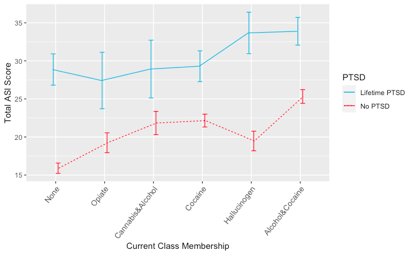 Total ASI Score
35
30
25
20
15
None
Opiate
Cannabis&Alcohol
Cocaine
Hallucinogen
Alcohol&Cocaine
Current Class Membership
PTSD
Lifetime PTSD
No PTSD